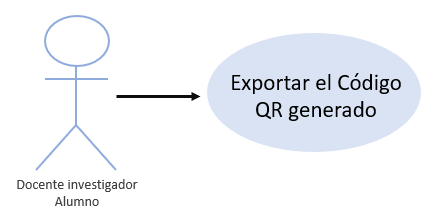 Exportar el Código
QR generado
Docente investigador
Alumno